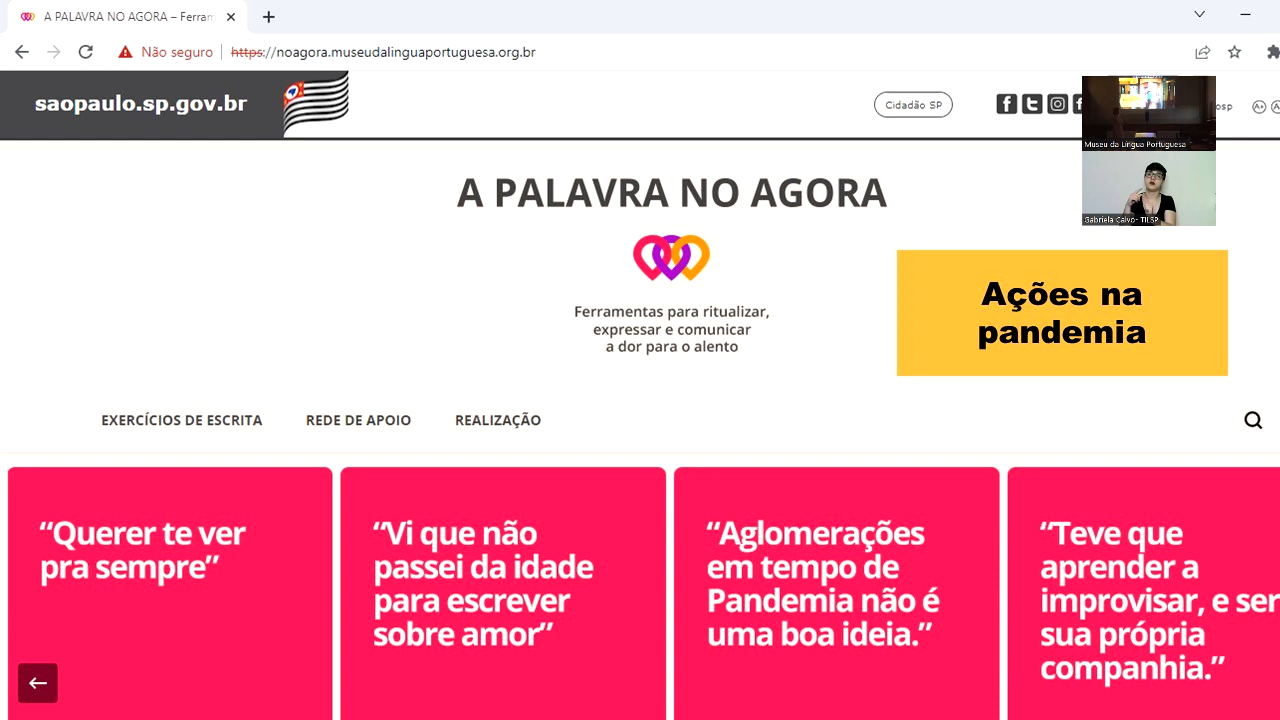 A PALAVRA NO AGORA – Ferram
Não seguro
https://noagora.museudalinguaportuguesa.org.br
saopaulo.sp.gov.br
Cidadão SP
osp
A+
Museu da Língua Portuguesa
Gabriela Calvo- TILSP
A PALAVRA NO AGORA
Ferramentas para ritualizar,
expressar e comunicar
a dor para o alento
Ações na
pandemia
EXERCÍCIOS DE ESCRITA
REDE DE APOIO
REALIZAÇÃO
“Querer te ver
pra sempre”
“Vi que não
passei da idade
para escrever
sobre amor”
“Aglomerações
em tempo de
Pandemia não é
uma boa ideia.”
“Teve que
aprender a
improvisar, e ser
sua própria
companhia.”